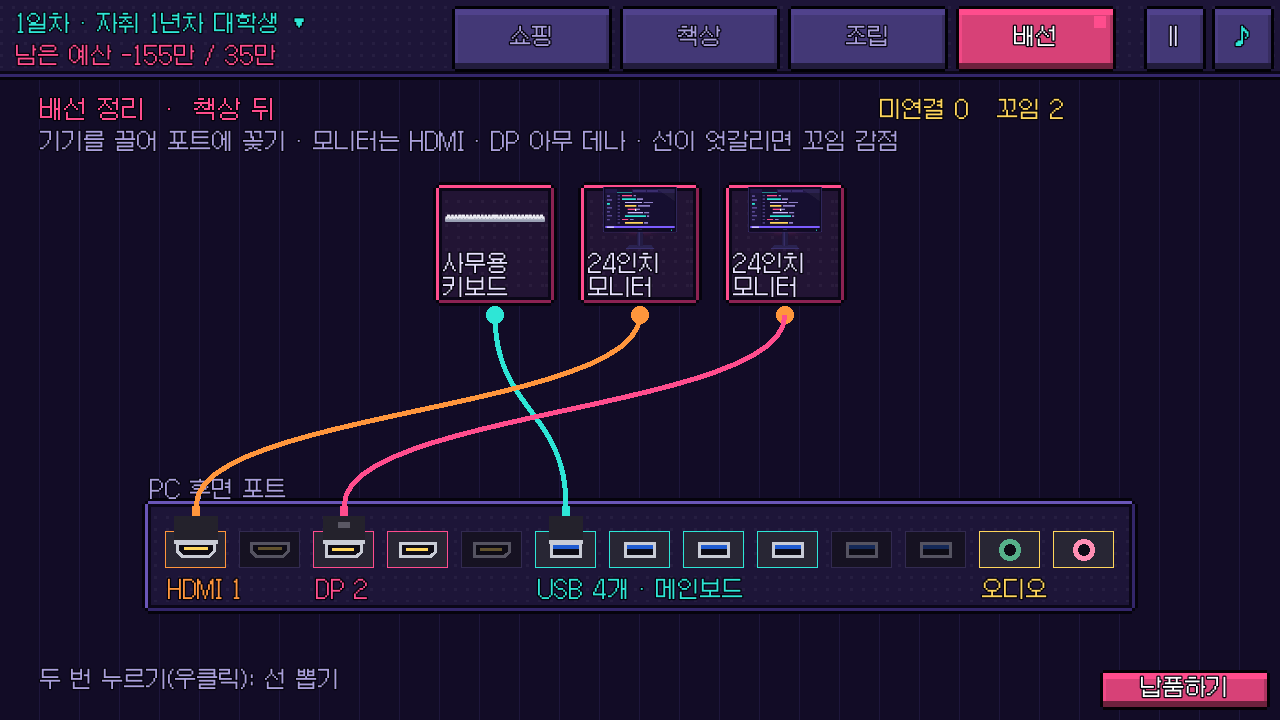 1일차 · 자취 1년차 대학생 ▼
남은 예산 -155만 / 35만
쇼핑
책상
조립
배선
배선 정리 · 책상 뒤
미연결 0 꼬임 2
기기를 끌어 포트에 꽂기 · 모니터는 HDMI · DP 아무 데나 · 선이 엇갈리면 꼬임 감점
사무용
키보드
24인치
모니터
24인치
모니터
PC 후면 포트
HDMI 1
DP 2
USB 4개 · 메인보드
오디오
두 번 누르기(우클릭): 선 뽑기
납품하기